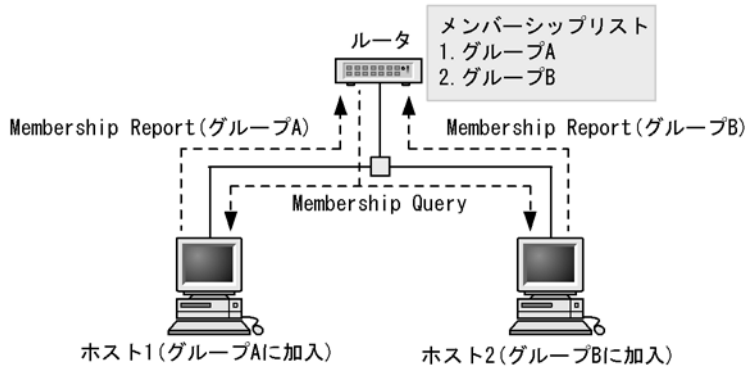 ルータ
メンバーシップリスト
1. グループA
2. グループB
Membership Report(グループA)
Membership Report(グループB)
Membership Query
ホスト1(グループAに加入)
ホスト2(グループBに加入)